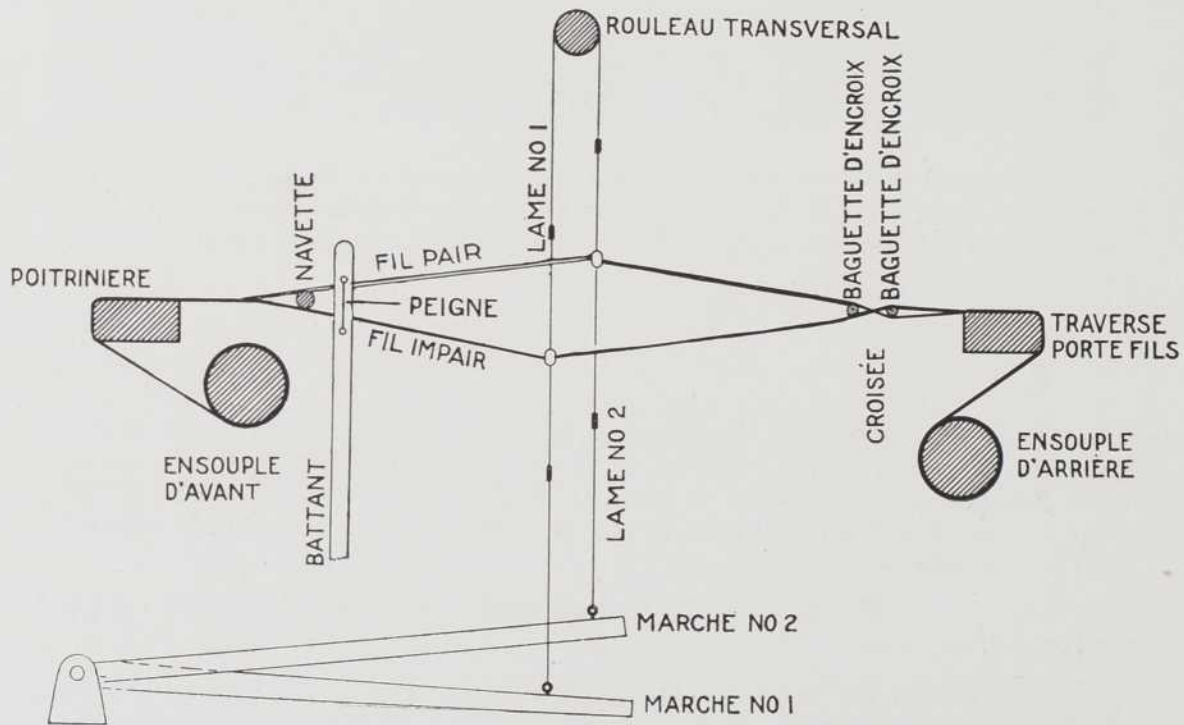 ROULEAU TRANSVERSAL
LAME NO 1
BAGUETTE D'ENCROIX
BAGUETTE D'ENCROIX
NAVETTE
FIL PAIR
POITRINIERE
PEIGNE
FIL IMPAIR
TRAVERSE
PORTE FILS
CROISÉE
LAME NO 2
ENSOUPLE
D'AVANT
BATTANT
ENSOUPLE
D'ARRIÈRE
MARCHE NO 2
MARCHE NO 1